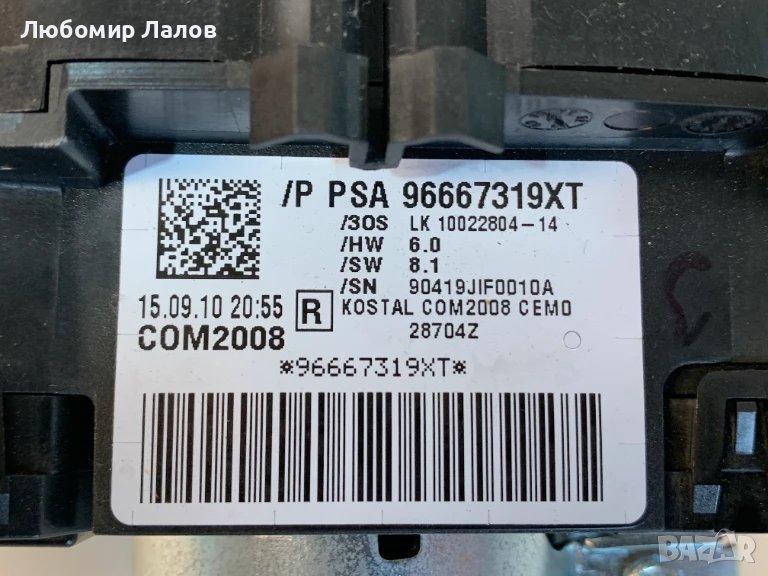 Любомир Лалов
/P PSA 96667319XT
/3OS LK 10022804-14
/HW 6.0
/SW 8.1
/SN 90419JIF0010A
15.09.10 20:55 R KOSTAL COM2008 CEMO
COM2008 28704Z
*96667319XT*
BAZAR